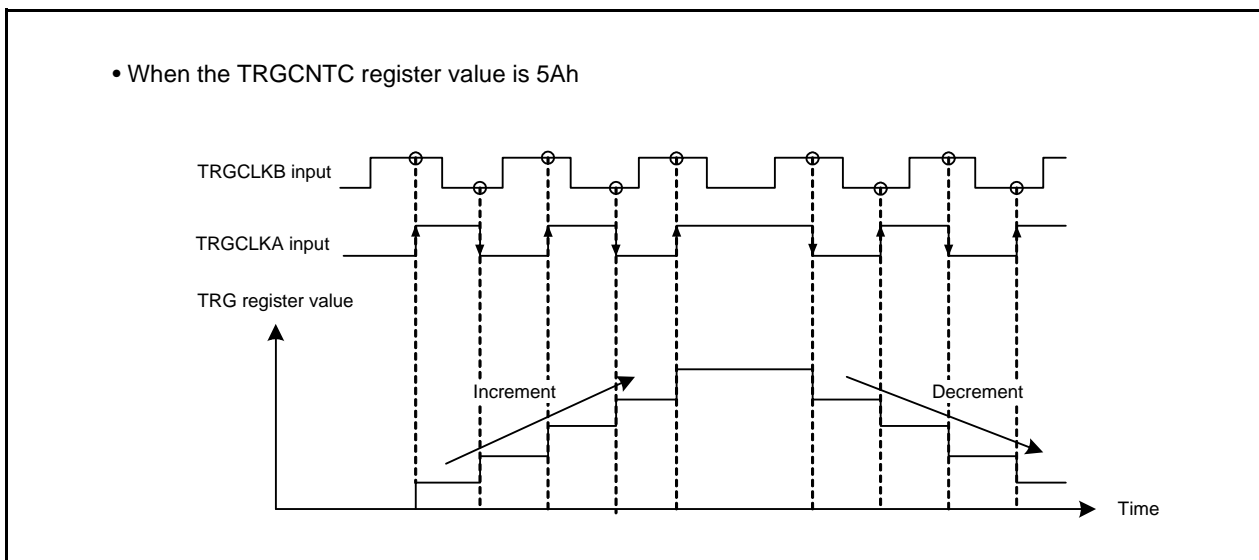 • When the TRGCNTC register value is 5Ah
TRGCLKB input
TRGCLKA input
TRG register value
Increment
Decrement
Time